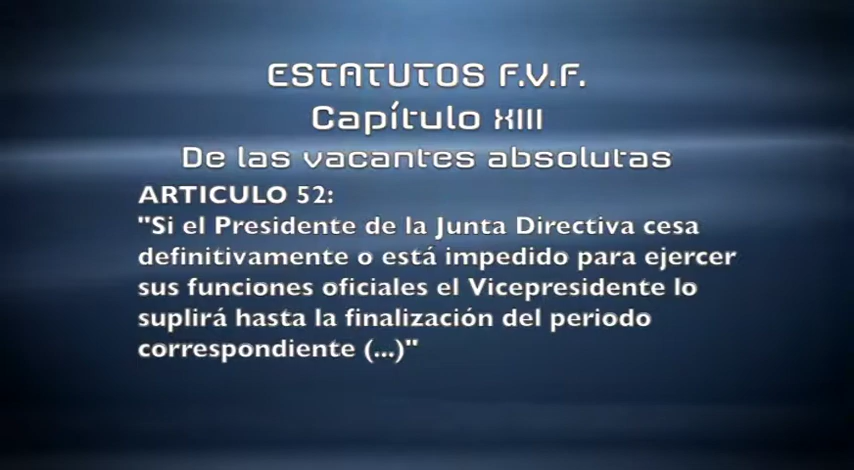 ESTATUTOS F.V.F.
Capítulo XIII
De las vacantes absolutas
ARTICULO 52:
"Si el Presidente de la Junta Directiva cesa
definitivamente o está impedido para ejercer
sus funciones oficiales el Vicepresidente lo
suplirá hasta la finalización del periodo
correspondiente (...)"